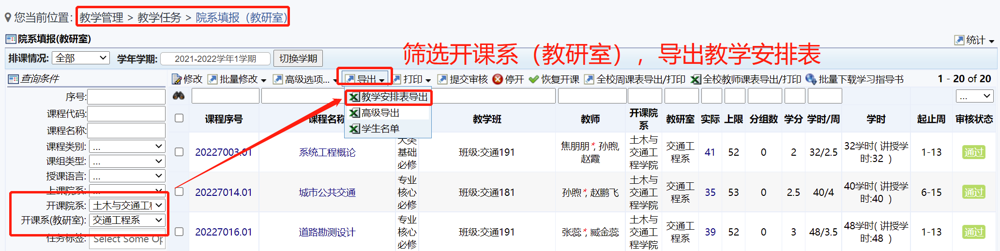 您当前位置：教学管理 > 教学任务 > 院系填报（教研室）
院系填报(教研室)
统计
排课情况: 全部 学年学期: 2021-2022学年1学期 切换学期
筛选开课系（教研室），导出教学安排表
查询条件
修改 批量修改 高级选项... 导出 打印 提交审核 停开 恢复开课 全校周课表导出/打印 全校教师课表导出/打印 批量下载学习指导书 1 - 20 of 20
教学安排表导出
高级导出
学生名单
序号:
课程代码:
课程名称:
课程类别: ...
课组类型: ...
授课语言: ...
上课院系: ...
开课院系: 土木与交通工程
开课系(教研室): 交通工程系
任务标签: Select Some Op
...
课程序号 课程名称 教学班 教师 开课院系 教研室 实际 上限 分组数 学分 学时/周 学时 起止周 审核状态
20227003.01 系统工程概论 大类基础必修 班级:交通191 焦朋朋*, 孙煦, 赵霞 土木与交通工程学院 交通工程系 41 52 0 2 32/2.5 32学时( 讲授学时:32 ) 1-13 通过
20227014.01 城市公共交通 专业核心必修 班级:交通181 孙煦*, 赵鹏飞 土木与交通工程学院 交通工程系 35 53 0 2.5 40/4 40学时( 讲授学时:40 ) 6-15 通过
20227016.01 道路勘测设计 专业核心必修 班级:交通191 张蕊*, 臧金蕊 土木与交通工程学院 交通工程系 39 52 0 3 48/3.5 48学时( 讲授学时:48 ) 1-13 通过